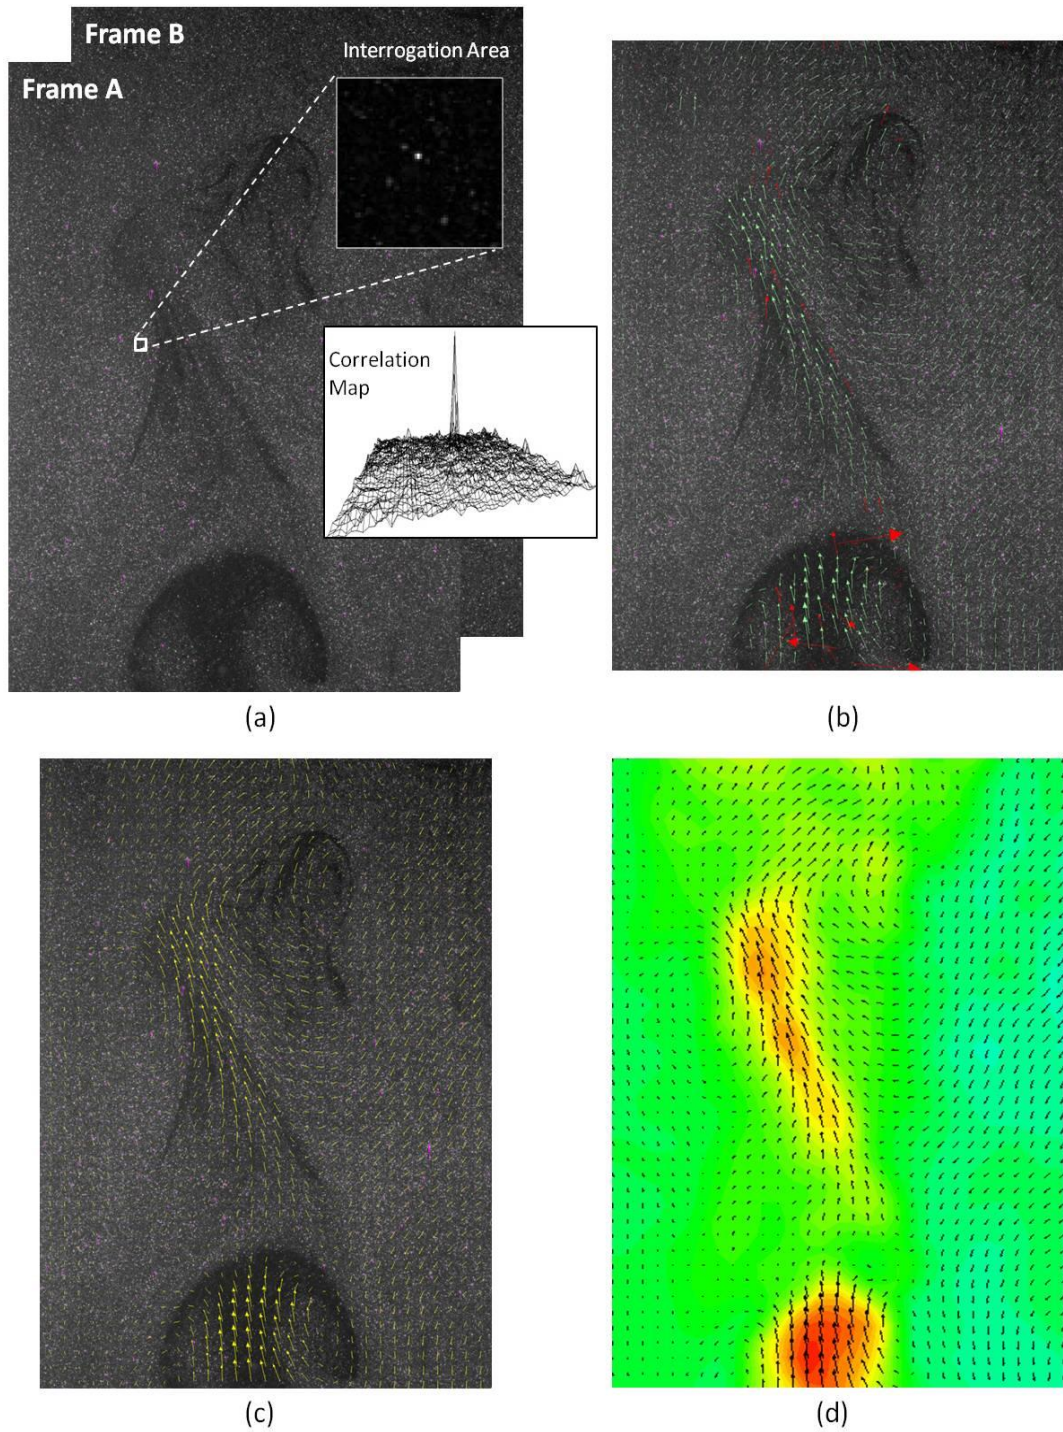 Frame B
Frame A
Interrogation Area
Correlation
Map
(a)
(b)
(c)
(d)